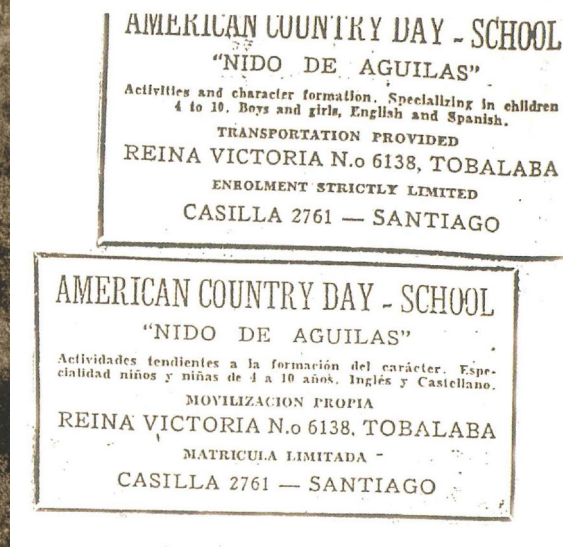 AMERICAN COUNTRY DAY - SCHOOL
"NIDO DE AGUILAS"
Activities and character formation. Specializing in children
4 to 10. Boys and girls, English and Spanish.
TRANSPORTATION PROVIDED
REINA VICTORIA N.o 6138, TOBALABA
ENROLMENT STRICTLY LIMITED
CASILLA 2761 — SANTIAGO
AMERICAN COUNTRY DAY - SCHOOL
"NIDO DE AGUILAS"
Actividades tendientes a la formación del carácter. Espe-
cialidad niños y niñas de 4 a 10 años. Inglés y Castellano.
MOVILIZACION PROPIA
REINA VICTORIA N.o 6138, TOBALABA
MATRICULA LIMITADA -
CASILLA 2761 — SANTIAGO